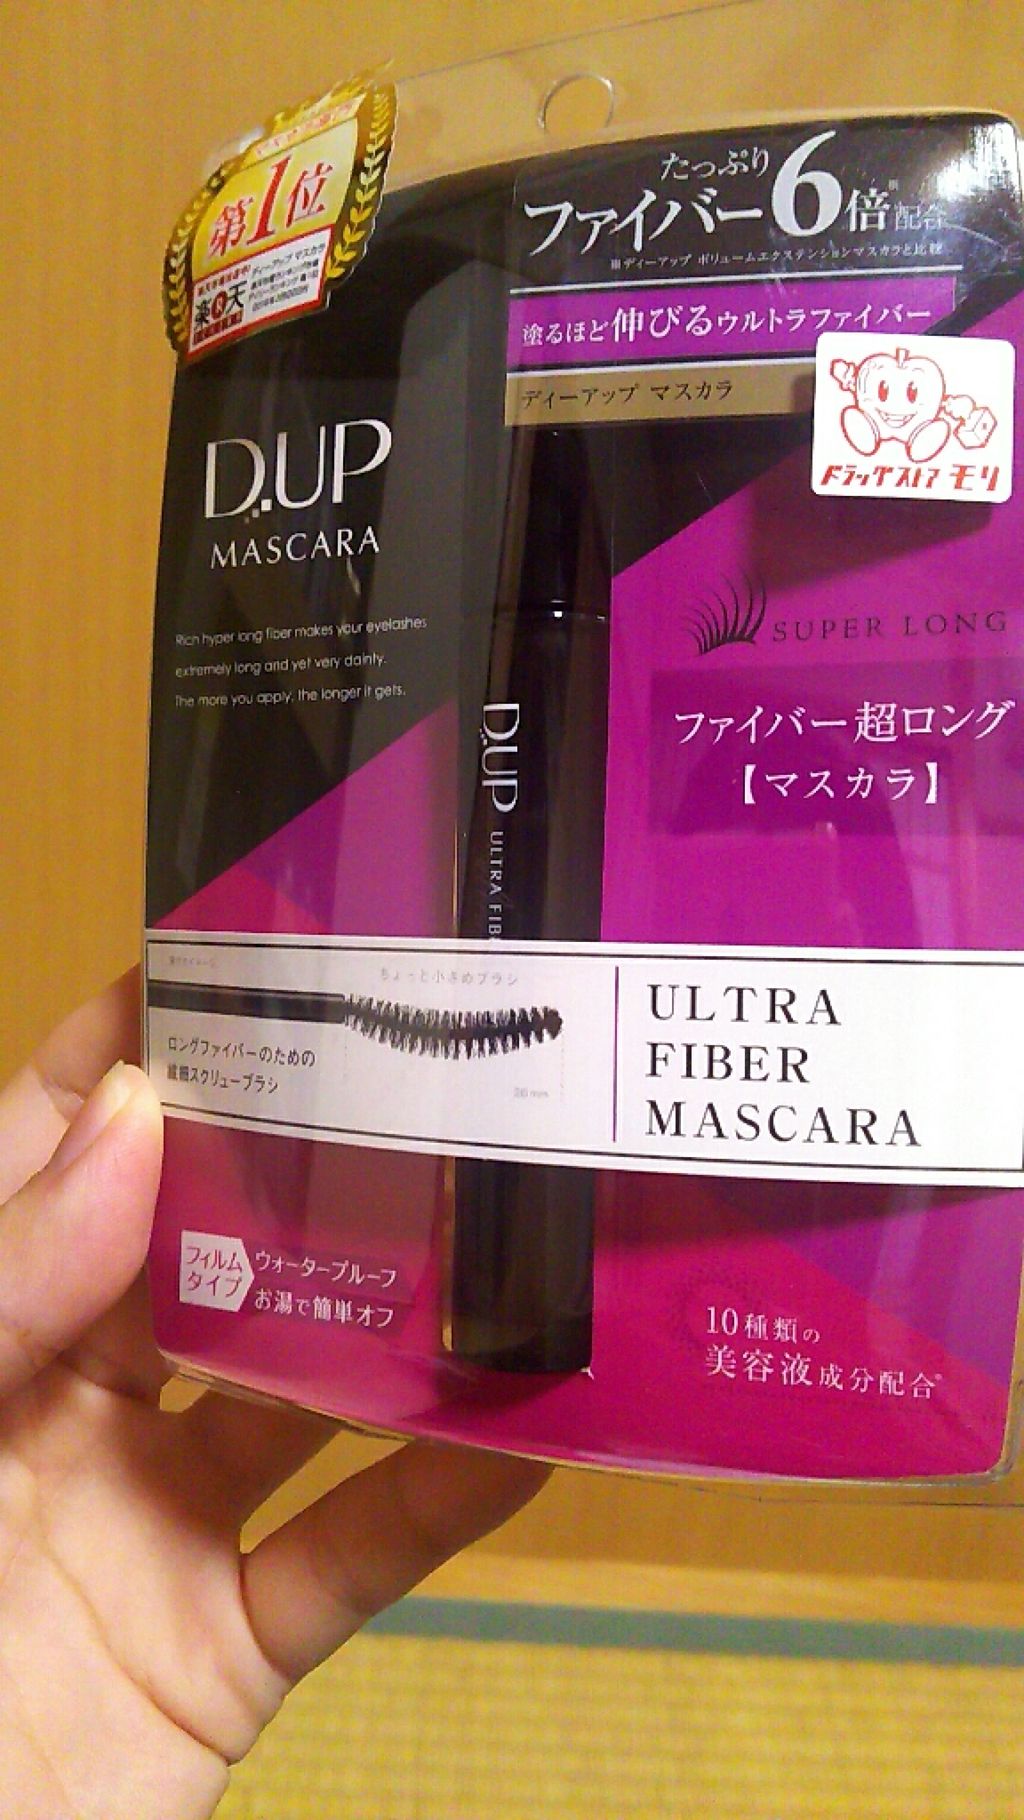 第1位
ディーアップ マスカラ
楽天
たっぷり
ファイバー6倍※配合
※ディーアップ ボリュームエクステンションマスカラと比較
塗るほど伸びるウルトラファイバー
ディーアップ マスカラ
ドラッグストア モリ
D.UP
MASCARA
Rich hyper long fiber makes your eyelashes
extremely long and yet very dainty.
The more you apply, the longer it gets.
SUPER LONG
ファイバー超ロング
【マスカラ】
D.UP ULTRA FIB
ちょっと小さめブラシ
ロングファイバーのための
繊細スクリューブラシ
ULTRA
FIBER
MASCARA
フィルム
タイプ
ウォータープルーフ
お湯で簡単オフ
10種類の
美容液成分配合